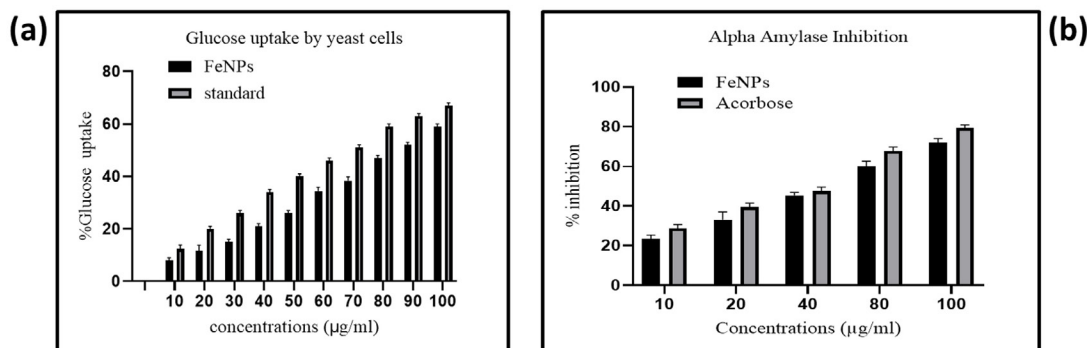 (a)
Glucose uptake by yeast cells
FeNPs
standard
%Glucose uptake
80
60
40
20
0
10 20 30 40 50 60 70 80 90 100
concentrations (µg/ml)
(b)
Alpha Amylase Inhibition
FeNPs
Acorbose
% inhibition
100
80
60
40
20
0
10 20 40 80 100
Concentrations (µg/ml)